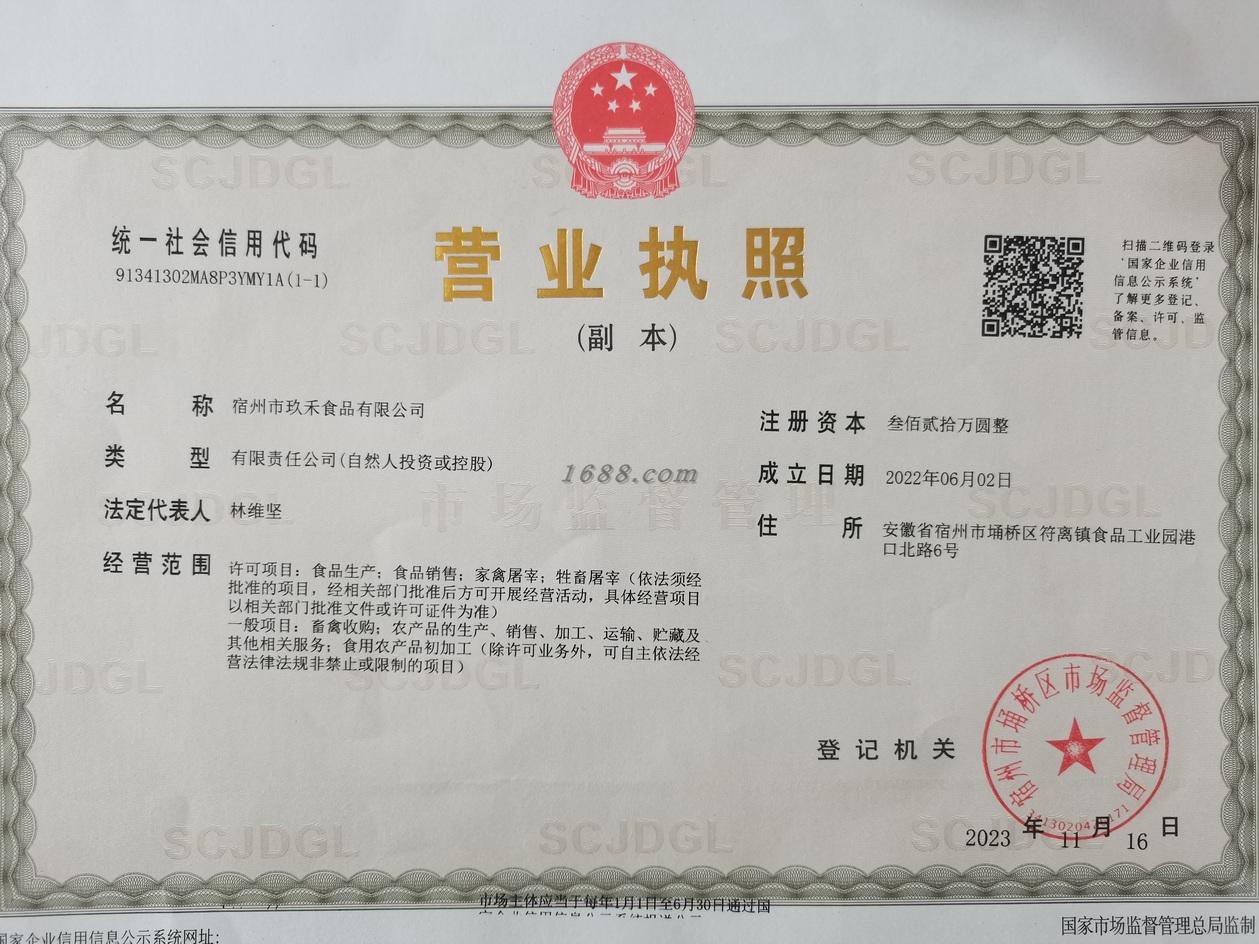 统一社会信用代码
91341302MA8P3YMY1A(1-1)
营业执照
(副 本)
扫描二维码登录
‘国家企业信用
信息公示系统’
了解更多登记、
备案、许可、监
管信息。
名 称 宿州市玖禾食品有限公司
类 型 有限责任公司(自然人投资或控股)
法定代表人 林维坚
经营范围 许可项目：食品生产；食品销售；家禽屠宰；牲畜屠宰（依法须经
批准的项目，经相关部门批准后方可开展经营活动，具体经营项目
以相关部门批准文件或许可证件为准）
一般项目：畜禽收购；农产品的生产、销售、加工、运输、贮藏及
其他相关服务；食用农产品初加工（除许可业务外，可自主依法经
营法律法规非禁止或限制的项目）
注册资本 叁佰贰拾万圆整
成立日期 2022年06月02日
住 所 安徽省宿州市埇桥区符离镇食品工业园港
口北路6号
1688.com
市场监督管理
SCJDGL
登记机关
宿州市埇桥区市场监督管理局
2023 年 11 月 16 日
市场主体应当于每年1月1日至6月30日通过国
国家企业信用信息公示系统网址：
国家市场监督管理总局监制